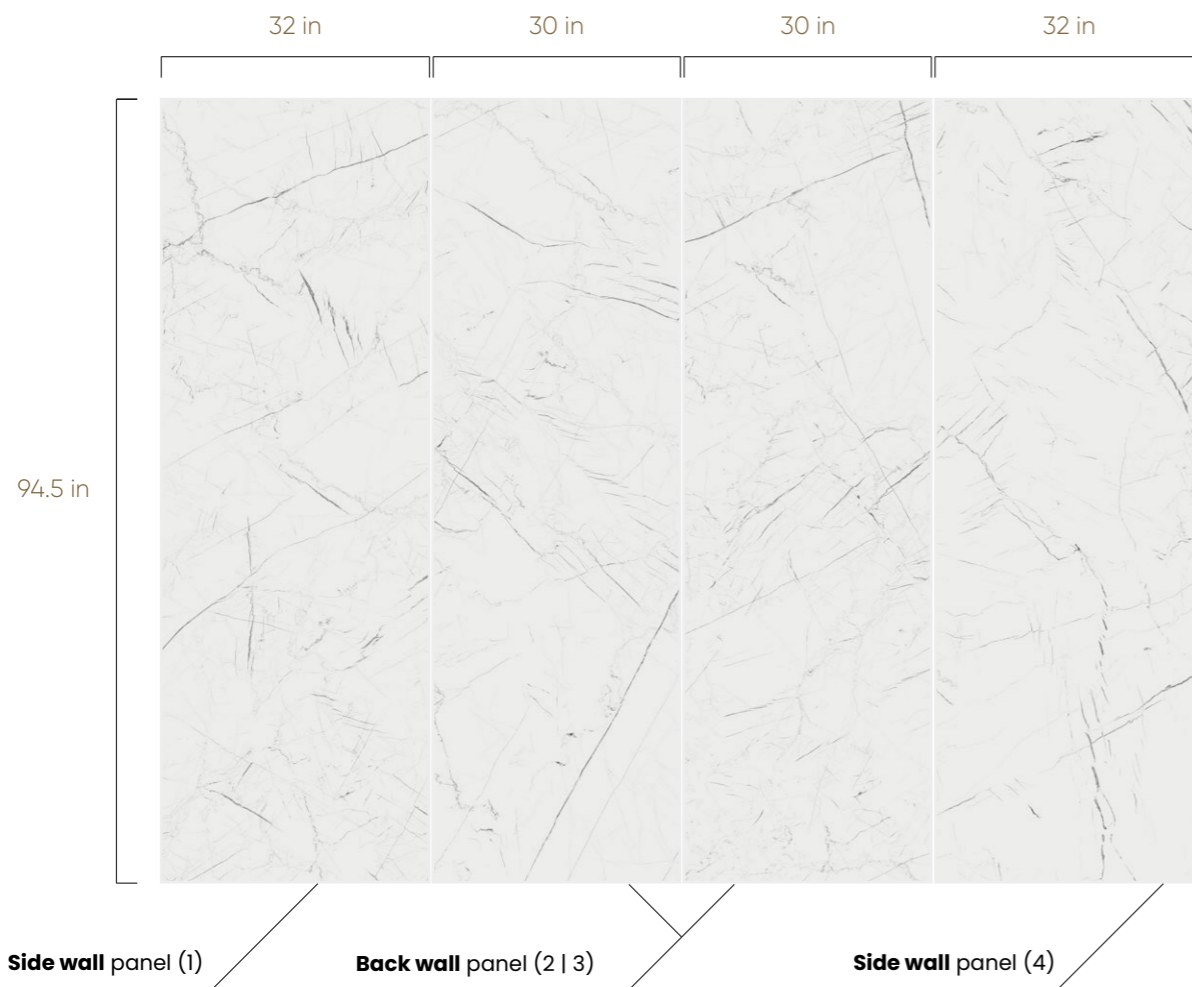 32 in
30 in
30 in
32 in
94.5 in
Side wall panel (1)
Back wall panel (2 | 3)
Side wall panel (4)